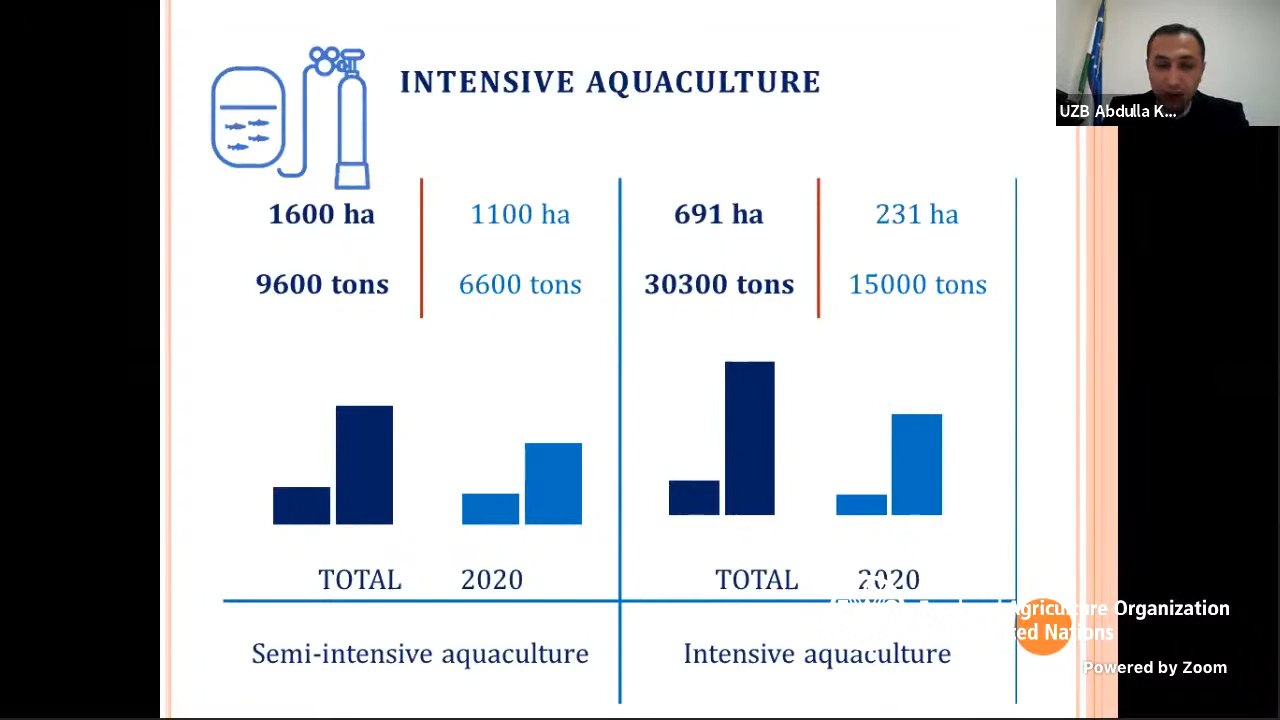 INTENSIVE AQUACULTURE
UZB Abdulla K...
1600 ha
1100 ha
691 ha
231 ha
9600 tons
6600 tons
30300 tons
15000 tons
TOTAL
2020
TOTAL
2020
Agriculture Organization
Nations
Semi-intensive aquaculture
Intensive aquaculture
Powered by Zoom